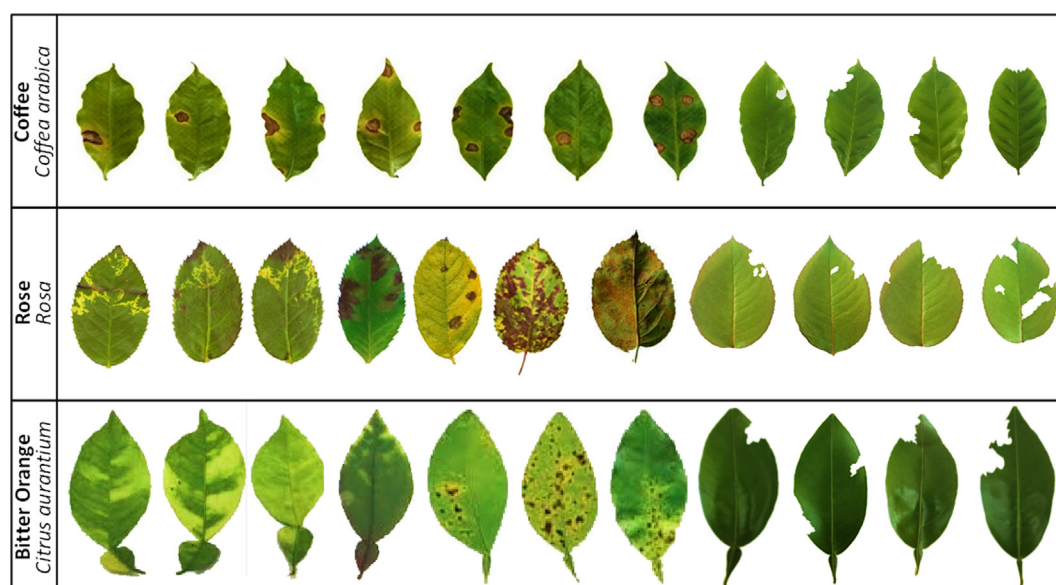 Coffee
Coffea arabica
Rose
Rosa
Bitter Orange
Citrus aurantium